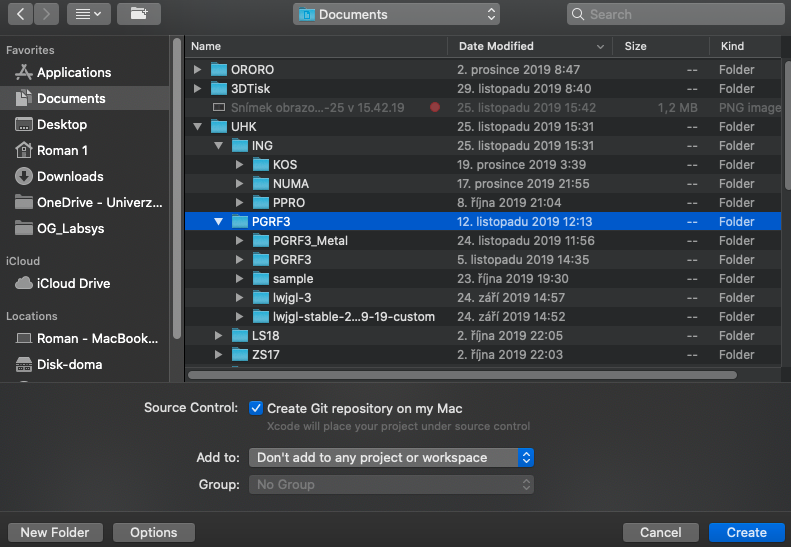 Documents
Search
Favorites
Applications
Documents
Desktop
Roman 1
Downloads
OneDrive - Univerz...
OG_Labsys
iCloud
iCloud Drive
Locations
Roman - MacBook...
Disk-doma
Name Date Modified Size Kind
ORORO 2. prosince 2019 8:47 -- Folder
3DTisk 29. listopadu 2019 8:40 -- Folder
Snímek obrazo...-25 v 15.42.19 25. listopadu 2019 15:42 1,2 MB PNG image
UHK 25. listopadu 2019 15:31 -- Folder
ING 25. listopadu 2019 15:31 -- Folder
KOS 19. prosince 2019 3:39 -- Folder
NUMA 17. prosince 2019 21:55 -- Folder
PPRO 8. října 2019 21:04 -- Folder
PGRF3 12. listopadu 2019 12:13 -- Folder
PGRF3_Metal 24. listopadu 2019 11:56 -- Folder
PGRF3 5. listopadu 2019 14:35 -- Folder
sample 23. října 2019 19:30 -- Folder
lwjgl-3 24. září 2019 14:57 -- Folder
lwjgl-stable-2...9-19-custom 24. září 2019 14:52 -- Folder
LS18 2. října 2019 22:05 -- Folder
ZS17 2. října 2019 22:03 -- Folder
Source Control: Create Git repository on my Mac
Xcode will place your project under source control
Add to: Don't add to any project or workspace
Group: No Group
New Folder Options Cancel Create